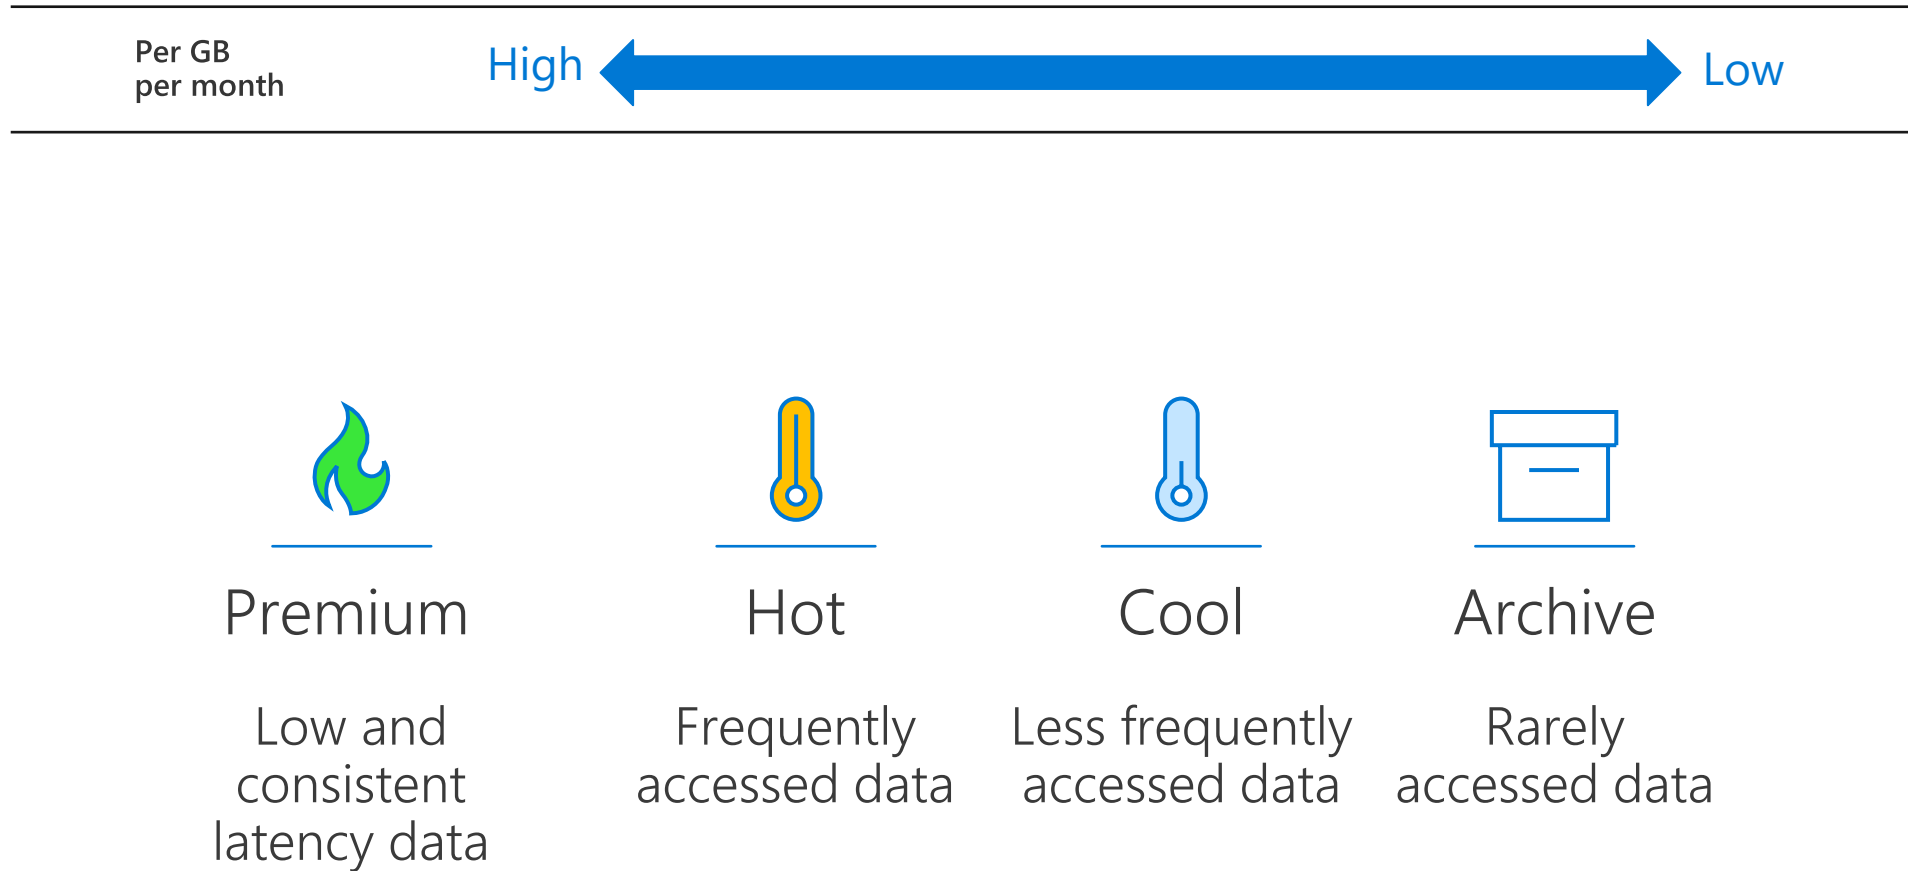 Per GB
per month
High
Low
Premium
Low and
consistent
latency data
Hot
Frequently
accessed data
Cool
Less frequently
accessed data
Archive
Rarely
accessed data